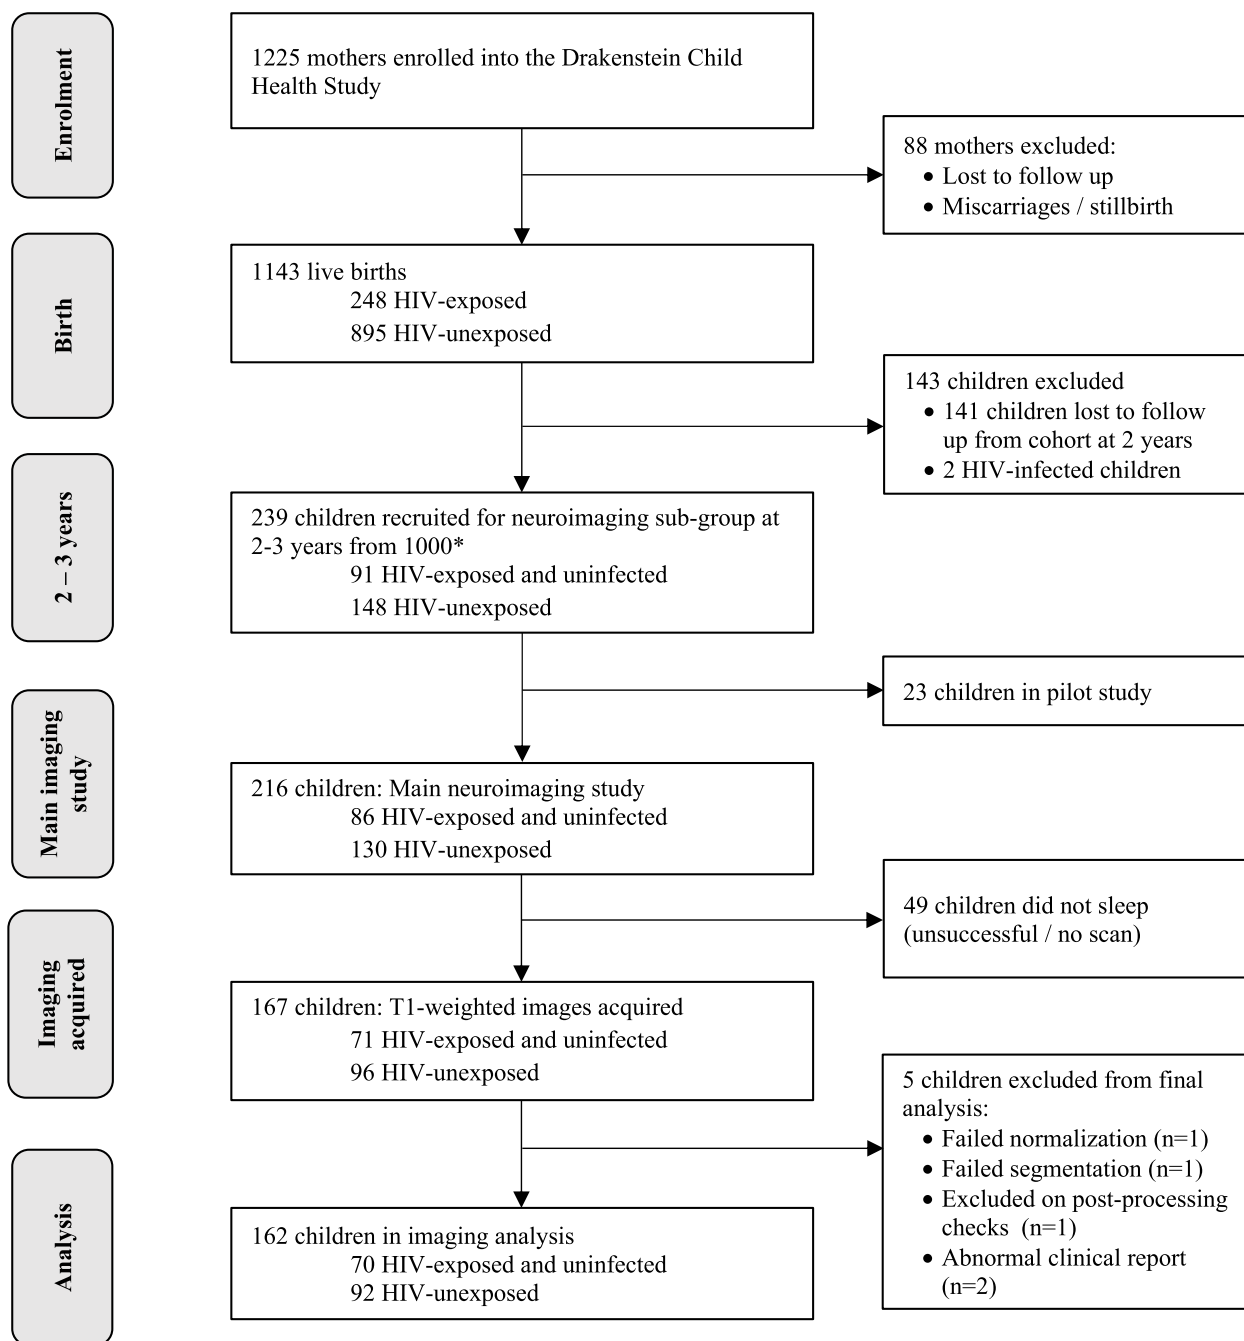 Enrolment
1225 mothers enrolled into the Drakenstein Child
Health Study
88 mothers excluded:
• Lost to follow up
• Miscarriages / stillbirth
Birth
1143 live births
248 HIV-exposed
895 HIV-unexposed
143 children excluded
• 141 children lost to follow
up from cohort at 2 years
• 2 HIV-infected children
2 – 3 years
239 children recruited for neuroimaging sub-group at
2-3 years from 1000*
91 HIV-exposed and uninfected
148 HIV-unexposed
23 children in pilot study
Main imaging
study
216 children: Main neuroimaging study
86 HIV-exposed and uninfected
130 HIV-unexposed
49 children did not sleep
(unsuccessful / no scan)
Imaging
acquired
167 children: T1-weighted images acquired
71 HIV-exposed and uninfected
96 HIV-unexposed
5 children excluded from final
analysis:
• Failed normalization (n=1)
• Failed segmentation (n=1)
• Excluded on post-processing
checks (n=1)
• Abnormal clinical report
(n=2)
Analysis
162 children in imaging analysis
70 HIV-exposed and uninfected
92 HIV-unexposed